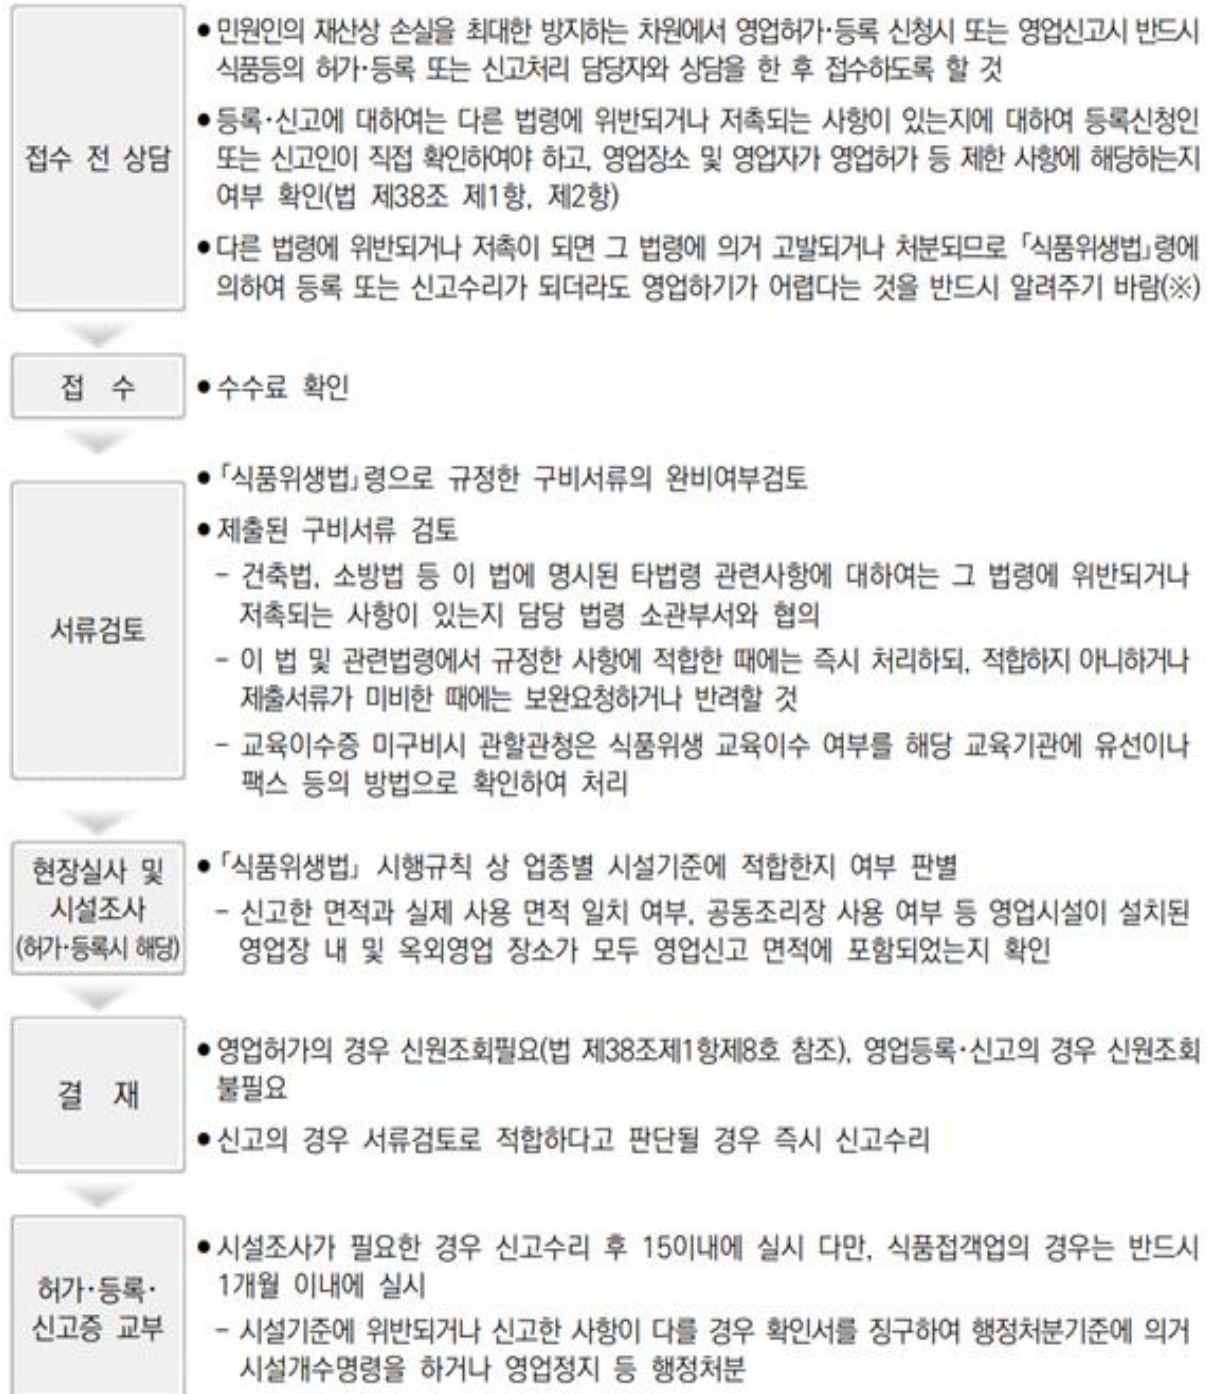 접수 전 상담
● 민원인의 재산상 손실을 최대한 방지하는 차원에서 영업허가·등록 신청시 또는 영업신고시 반드시
식품등의 허가·등록 또는 신고처리 담당자와 상담을 한 후 접수하도록 할 것
● 등록·신고에 대하여는 다른 법령에 위반되거나 저촉되는 사항이 있는지에 대하여 등록신청인
또는 신고인이 직접 확인하여야 하고, 영업장소 및 영업자가 영업허가 등 제한 사항에 해당하는지
여부 확인(법 제38조 제1항, 제2항)
● 다른 법령에 위반되거나 저촉이 되면 그 법령에 의거 고발되거나 처분되므로 「식품위생법」령에
의하여 등록 또는 신고수리가 되더라도 영업하기가 어렵다는 것을 반드시 알려주기 바람(※)
접 수
● 수수료 확인
서류검토
● 「식품위생법」령으로 규정한 구비서류의 완비여부검토
● 제출된 구비서류 검토
- 건축법, 소방법 등 이 법에 명시된 타법령 관련사항에 대하여는 그 법령에 위반되거나
저촉되는 사항이 있는지 담당 법령 소관부서와 협의
- 이 법 및 관련법령에서 규정한 사항에 적합한 때에는 즉시 처리하되, 적합하지 아니하거나
제출서류가 미비한 때에는 보완요청하거나 반려할 것
- 교육이수증 미구비시 관할관청은 식품위생 교육이수 여부를 해당 교육기관에 유선이나
팩스 등의 방법으로 확인하여 처리
현장실사 및
시설조사
(허가·등록시 해당)
● 「식품위생법」 시행규칙 상 업종별 시설기준에 적합한지 여부 판별
- 신고한 면적과 실제 사용 면적 일치 여부, 공동조리장 사용 여부 등 영업시설이 설치된
영업장 내 및 옥외영업 장소가 모두 영업신고 면적에 포함되었는지 확인
결 재
● 영업허가의 경우 신원조회필요(법 제38조제1항제8호 참조), 영업등록·신고의 경우 신원조회
불필요
● 신고의 경우 서류검토로 적합하다고 판단될 경우 즉시 신고수리
허가·등록·
신고증 교부
● 시설조사가 필요한 경우 신고수리 후 15이내에 실시 다만, 식품접객업의 경우는 반드시
1개월 이내에 실시
- 시설기준에 위반되거나 신고한 사항이 다를 경우 확인서를 징구하여 행정처분기준에 의거
시설개수명령을 하거나 영업정지 등 행정처분